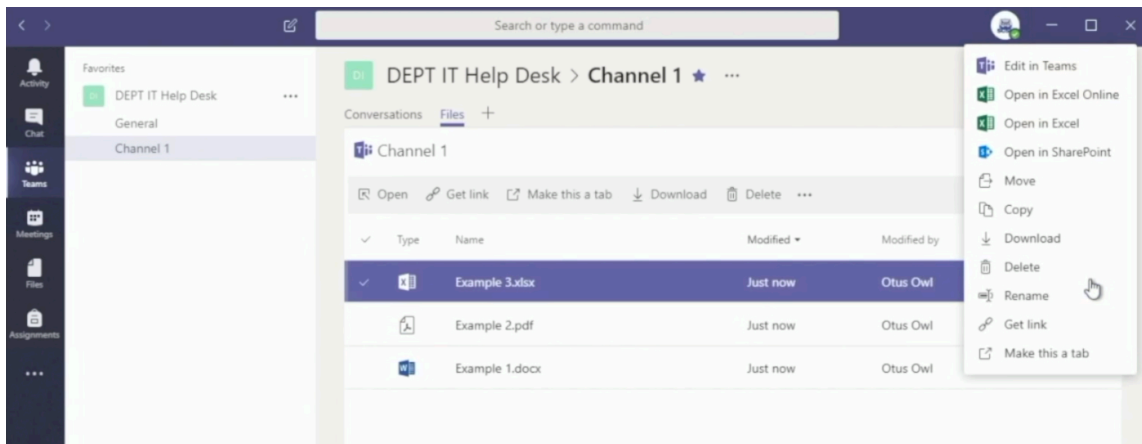 Search or type a command
Activity
Chat
Teams
Meetings
Files
Assignments
Favorites
DI DEPT IT Help Desk
General
Channel 1
DI DEPT IT Help Desk > Channel 1
Conversations Files
Channel 1
Open Get link Make this a tab Download Delete
Type Name Modified Modified by
Example 3.xlsx Just now Otus Owl
Example 2.pdf Just now Otus Owl
Example 1.docx Just now Otus Owl
Edit in Teams
Open in Excel Online
Open in Excel
Open in SharePoint
Move
Copy
Download
Delete
Rename
Get link
Make this a tab